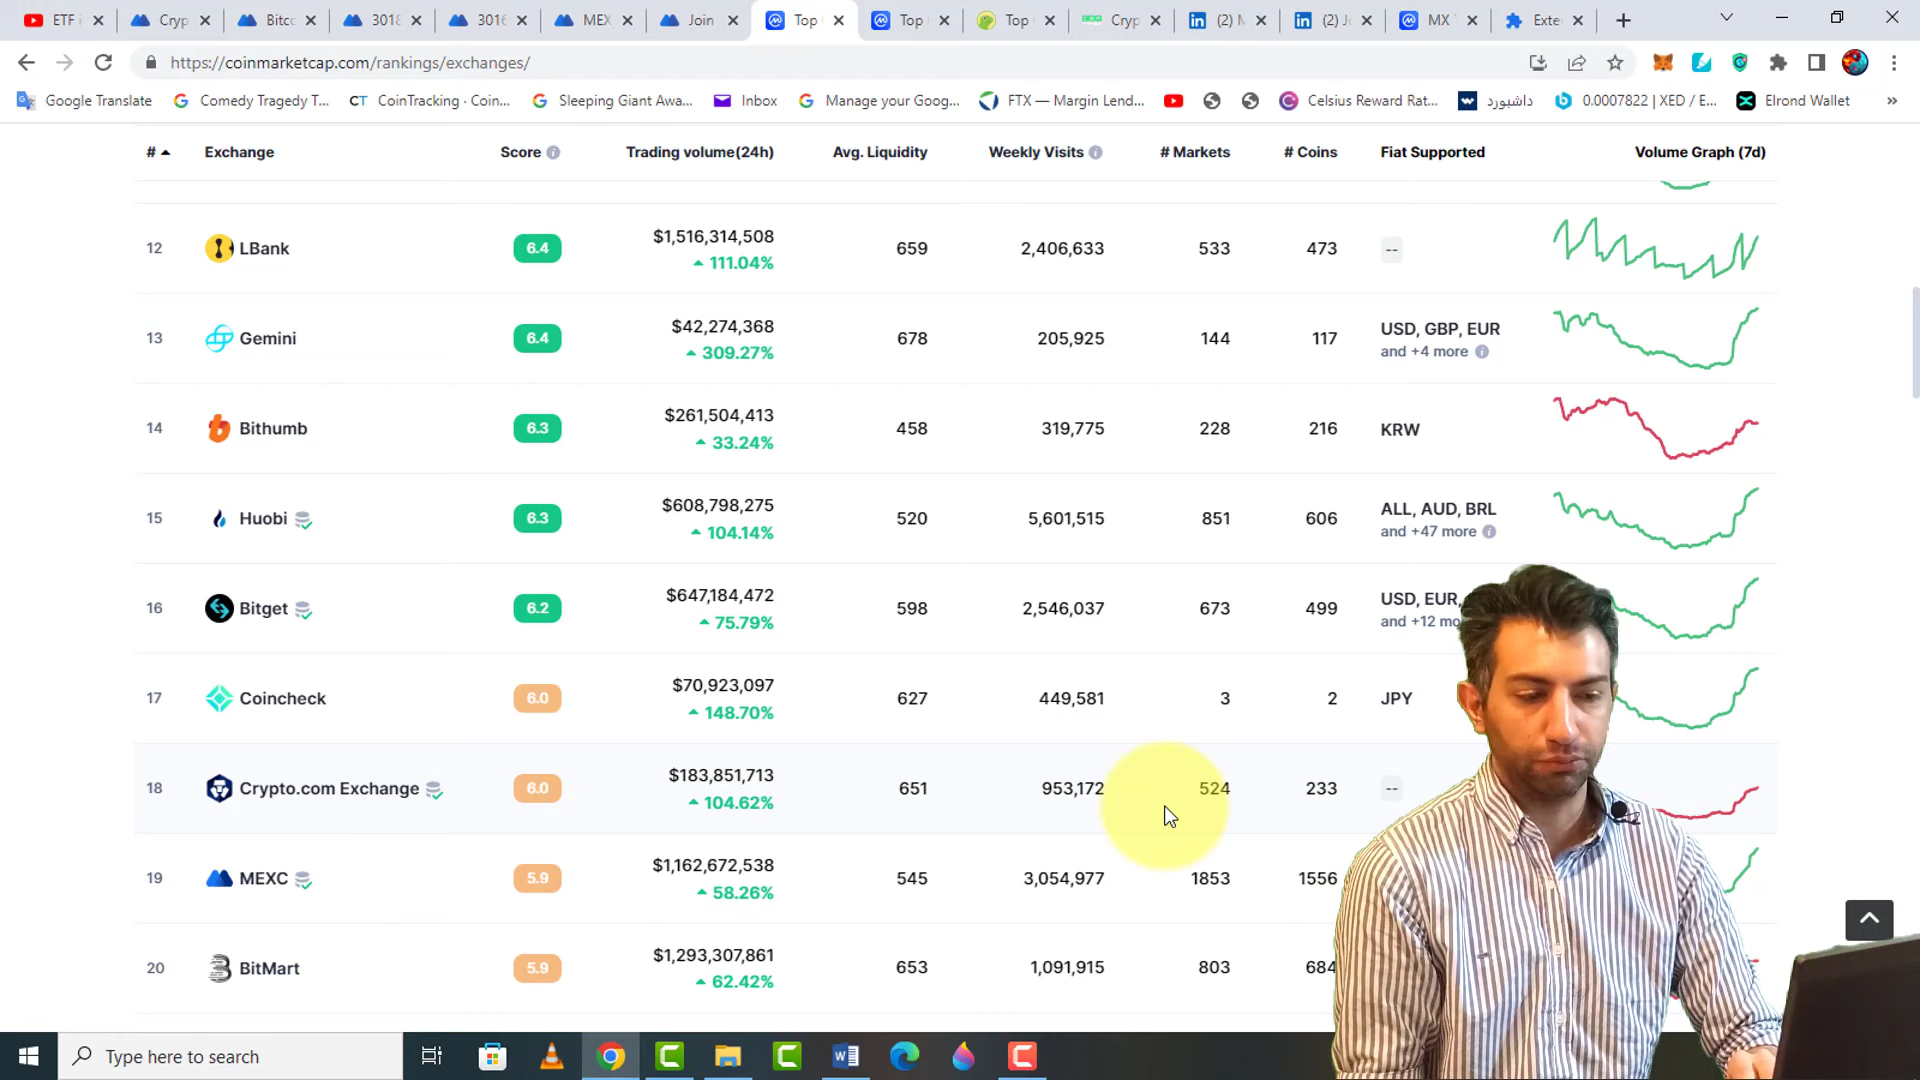 ETF i
Cryp
Bitco
3018
3016
MEX
Join
Top
Top
Top
Cryp
(2) M
(2) Jo
MX T
Exte
https://coinmarketcap.com/rankings/exchanges/
Google Translate
Comedy Tragedy T...
CoinTracking · Coin...
Sleeping Giant Awa...
Inbox
Manage your Goog...
FTX — Margin Lend...
Celsius Reward Rat...
داشبورد
0.0007822 | XED / E...
Elrond Wallet
»
# Exchange Score Trading volume(24h) Avg. Liquidity Weekly Visits # Markets # Coins Fiat Supported Volume Graph (7d)
12 LBank 6.4 $1,516,314,508 659 2,406,633 533 473 --
111.04%
13 Gemini 6.4 $42,274,368 678 205,925 144 117 USD, GBP, EUR
309.27% and +4 more
14 Bithumb 6.3 $261,504,413 458 319,775 228 216 KRW
33.24%
15 Huobi 6.3 $608,798,275 520 5,601,515 851 606 ALL, AUD, BRL
104.14% and +47 more
16 Bitget 6.2 $647,184,472 598 2,546,037 673 499 USD, EUR,
75.79% and +12 mo
17 Coincheck 6.0 $70,923,097 627 449,581 3 2 JPY
148.70%
18 Crypto.com Exchange 6.0 $183,851,713 651 953,172 524 233 --
104.62%
19 MEXC 5.9 $1,162,672,538 545 3,054,977 1853 1556
58.26%
20 BitMart 5.9 $1,293,307,861 653 1,091,915 803 684
62.42%
Type here to search